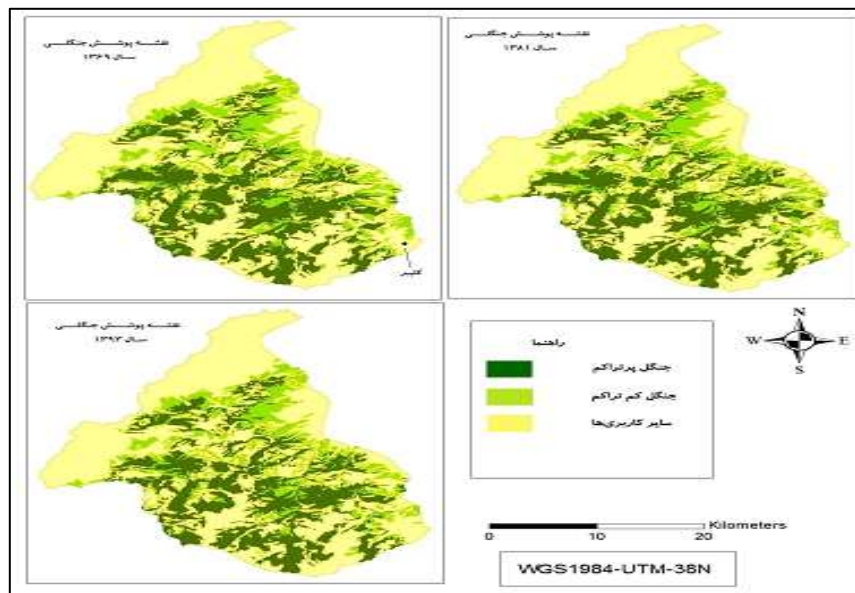 نقشه پوشش جنگلی
سال ۱۳۶۹
نقشه پوشش جنگلی
سال ۱۳۸۱
کلیبر
نقشه پوشش جنگلی
سال ۱۳۹۳
راهنما
جنگل پرتراکم
جنگل کم تراکم
سایر کاربری‌ها
N
W E
S
Kilometers
0 10 20
WGS1984-UTM-38N